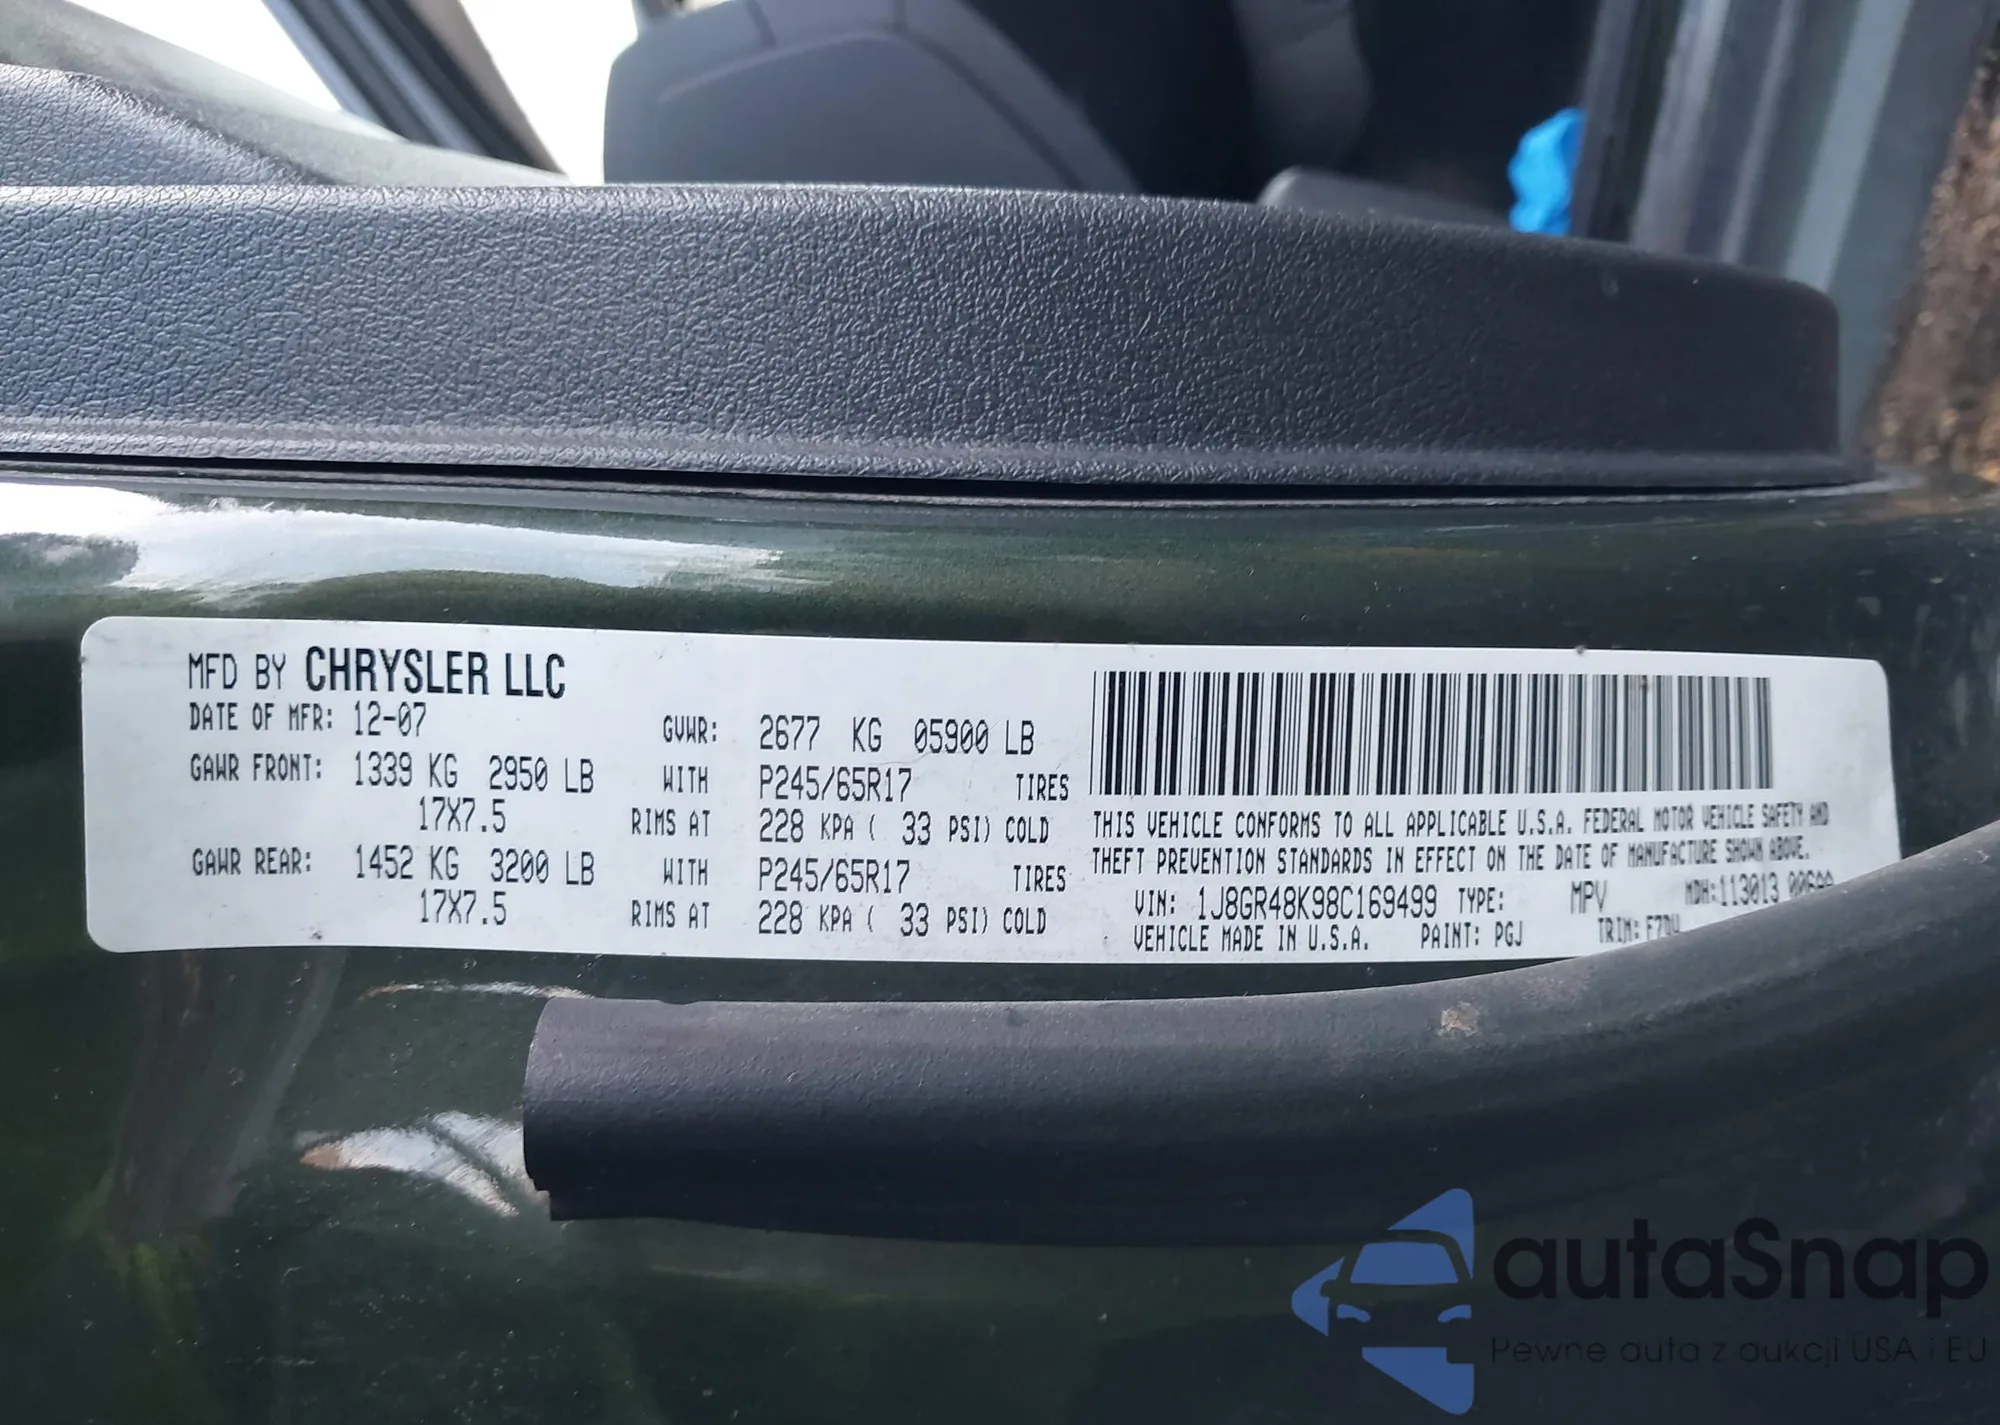 MFD BY CHRYSLER LLC
DATE OF MFR: 12-07 GVWR: 2677 KG 05900 LB
GAWR FRONT: 1339 KG 2950 LB WITH P245/65R17 TIRES
17X7.5 RIMS AT 228 KPA ( 33 PSI) COLD
GAWR REAR: 1452 KG 3200 LB WITH P245/65R17 TIRES
17X7.5 RIMS AT 228 KPA ( 33 PSI) COLD
THIS VEHICLE CONFORMS TO ALL APPLICABLE U.S.A. FEDERAL MOTOR VEHICLE SAFETY AND
THEFT PREVENTION STANDARDS IN EFFECT ON THE DATE OF MANUFACTURE SHOWN ABOVE.
VIN: 1J8GR48K98C169499 TYPE: MPV MDH:113013
VEHICLE MADE IN U.S.A. PAINT: PGJ TRIM:
autaSnap
Pewne auta z aukcji USA i EU